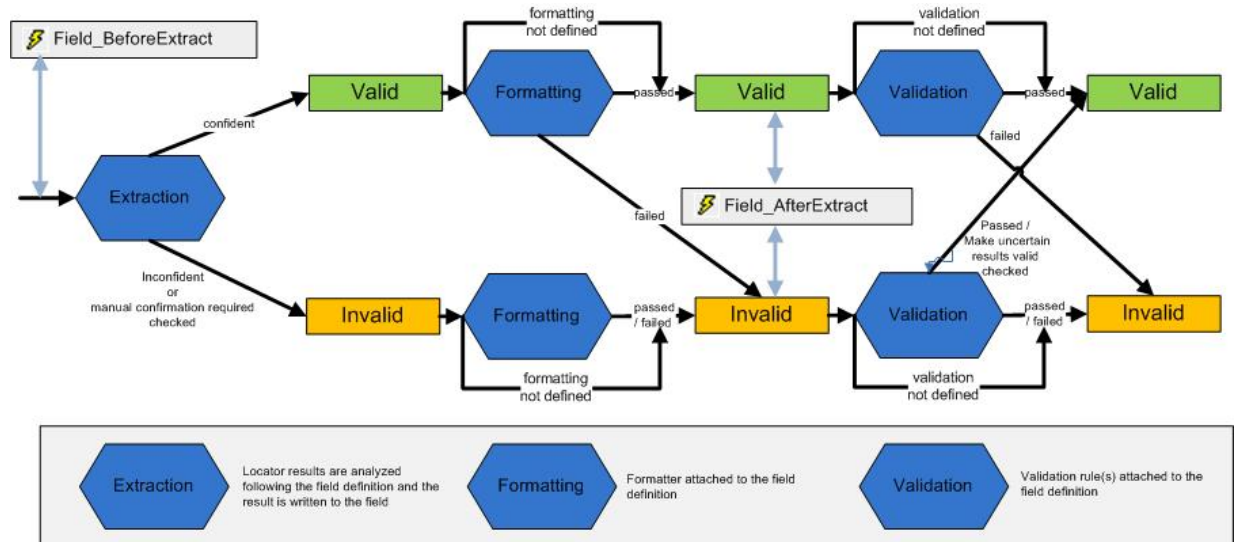 formatting
not defined
validation
not defined
Field_BeforeExtract
Valid
Formatting
passed
Valid
Validation
passed
Valid
confident
failed
Extraction
Field_AfterExtract
failed
Passed /
Make uncertain
results valid
checked
Inconfident
or
manual confirmation required
checked
Invalid
Formatting
passed
/ failed
Invalid
Validation
passed
/ failed
Invalid
formatting
not defined
validation
not defined
Extraction
Locator results are analyzed
following the field definition and the
result is written to the field
Formatting
Formatter attached to the field
definition
Validation
Validation rule(s) attached to the
field definition